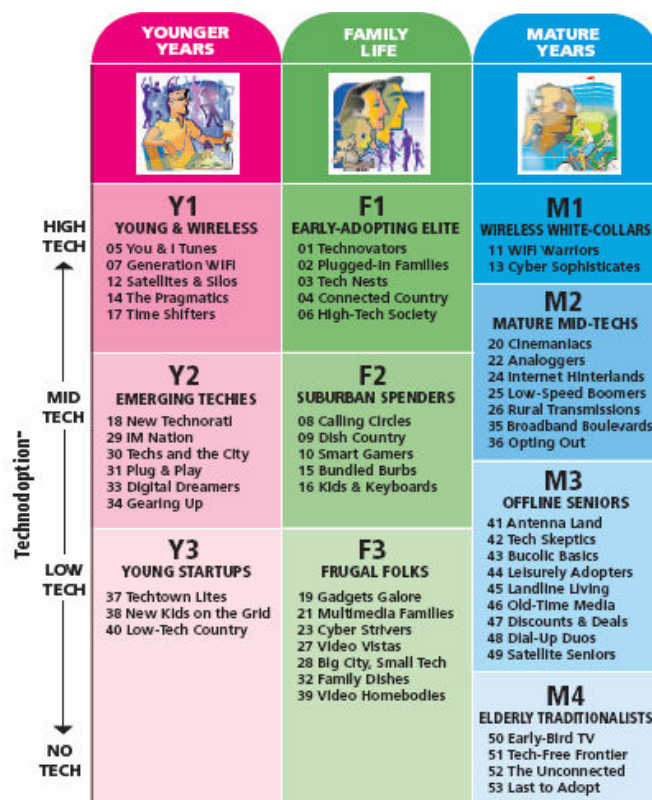 YOUNGER
YEARS
FAMILY
LIFE
MATURE
YEARS
Technodoption™
HIGH
TECH
MID
TECH
LOW
TECH
NO
TECH
Y1
YOUNG & WIRELESS
05 You & I Tunes
07 Generation WiFi
12 Satellites & Silos
14 The Pragmatics
17 Time Shifters
Y2
EMERGING TECHIES
18 New Technorati
29 IM Nation
30 Techs and the City
31 Plug & Play
33 Digital Dreamers
34 Gearing Up
Y3
YOUNG STARTUPS
37 Techtown Lites
38 New Kids on the Grid
40 Low-Tech Country
F1
EARLY-ADOPTING ELITE
01 Technovators
02 Plugged-In Families
03 Tech Nests
04 Connected Country
06 High-Tech Society
F2
SUBURBAN SPENDERS
08 Calling Circles
09 Dish Country
10 Smart Gamers
15 Bundled Burbs
16 Kids & Keyboards
F3
FRUGAL FOLKS
19 Gadgets Galore
21 Multimedia Families
23 Cyber Strivers
27 Video Vistas
28 Big City, Small Tech
32 Family Dishes
39 Video Homebodies
M1
WIRELESS WHITE-COLLARS
11 WiFi Warriors
13 Cyber Sophisticates
M2
MATURE MID-TECHS
20 Cinemaniacs
22 Analoggers
24 Internet Hinterlands
25 Low-Speed Boomers
26 Rural Transmissions
35 Broadband Boulevards
36 Opting Out
M3
OFFLINE SENIORS
41 Antenna Land
42 Tech Skeptics
43 Bucolic Basics
44 Leisurely Adopters
45 Landline Living
46 Old-Time Media
47 Discounts & Deals
48 Dial-Up Duos
49 Satellite Seniors
M4
ELDERLY TRADITIONALISTS
50 Early-Bird TV
51 Tech-Free Frontier
52 The Unconnected
53 Last to Adopt